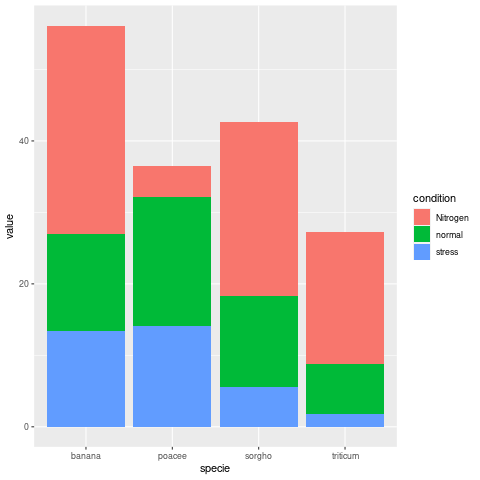 value
40
20
0
banana poacee sorgho triticum
specie
condition
Nitrogen
normal
stress